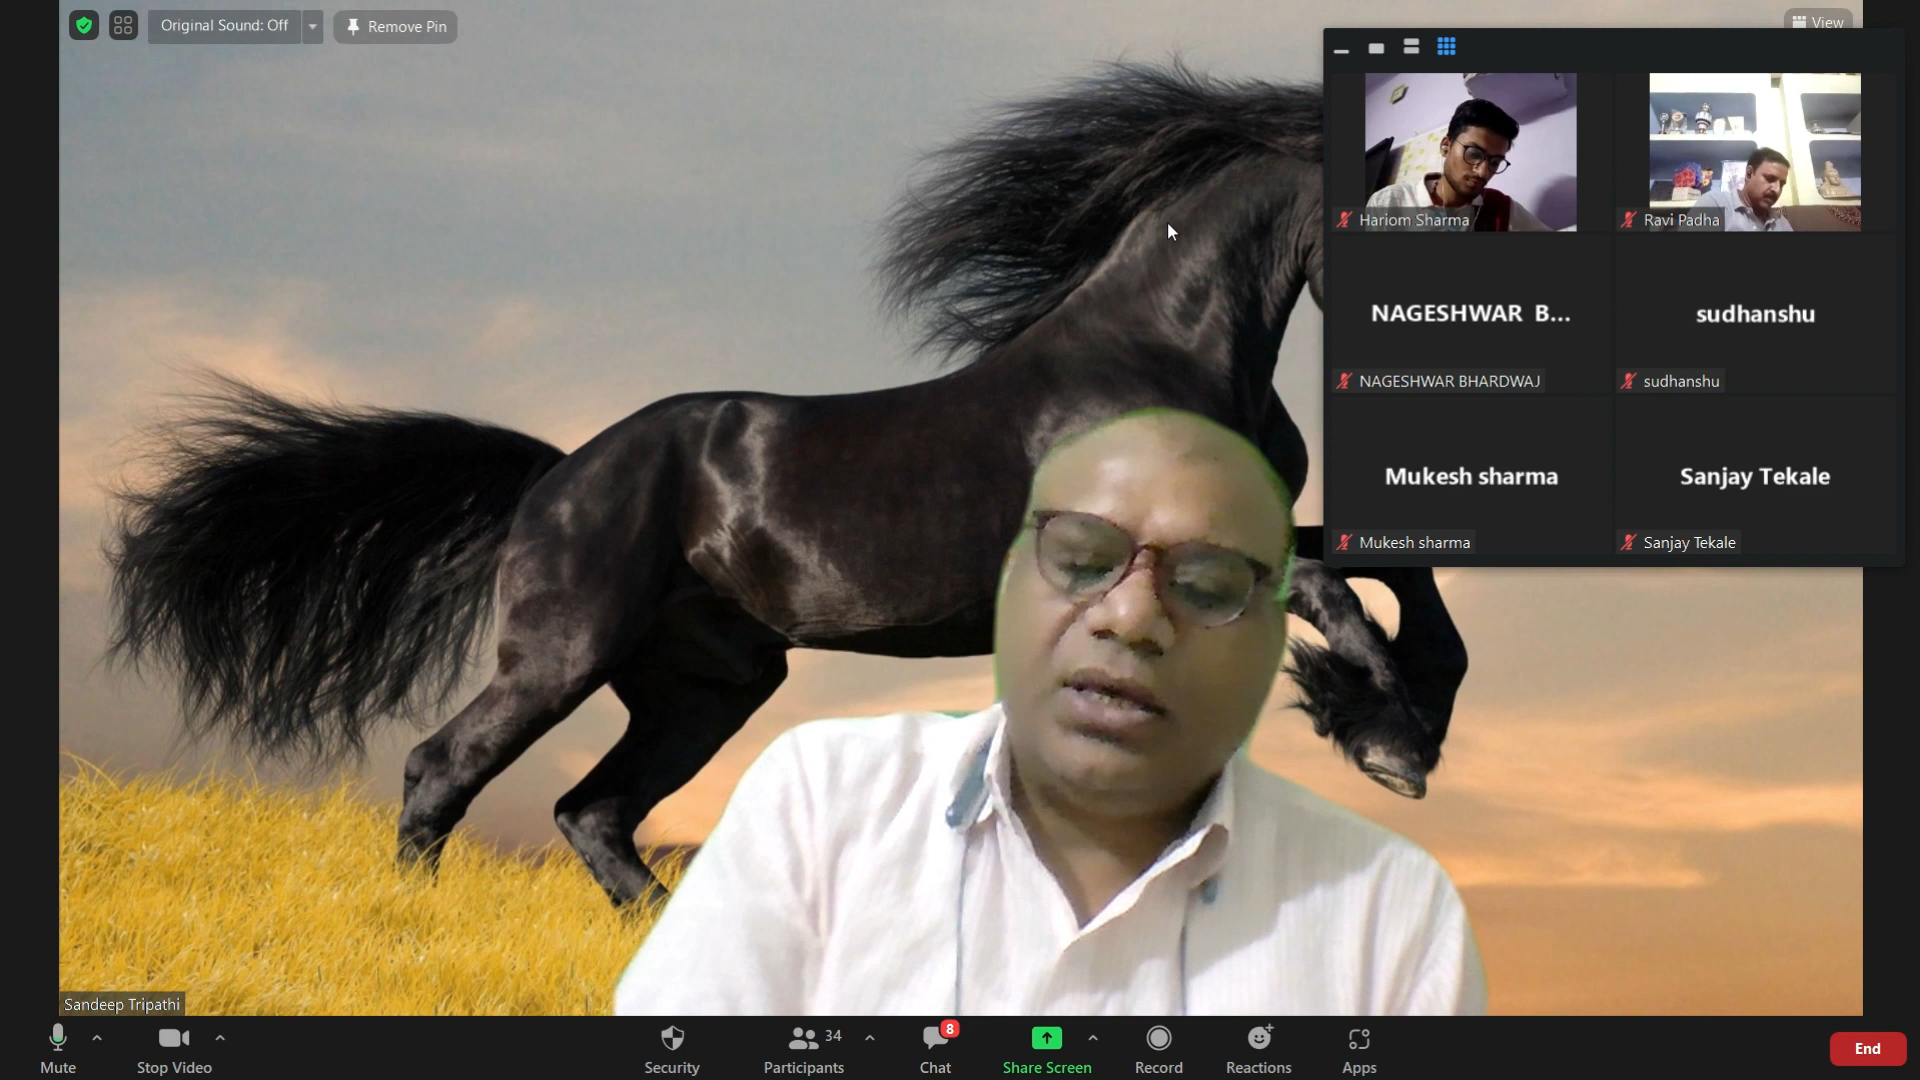 Original Sound: Off
Remove Pin
View
Hariom Sharma
Ravi Padha
NAGESHWAR B...
sudhanshu
NAGESHWAR BHARDWAJ
sudhanshu
Mukesh sharma
Sanjay Tekale
Mukesh sharma
Sanjay Tekale
Sandeep Tripathi
34
8
Mute
Stop Video
Security
Participants
Chat
Share Screen
Record
Reactions
Apps
End